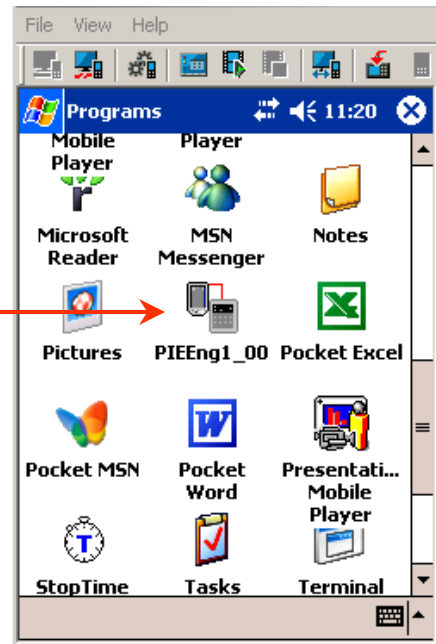 File View Help
Programs 11:20
Mobile Player
Player
Microsoft Reader
MSN Messenger
Notes
Pictures
PIEEng1_00
Pocket Excel
Pocket MSN
Pocket Word
Presentati... Mobile Player
StopTime
Tasks
Terminal